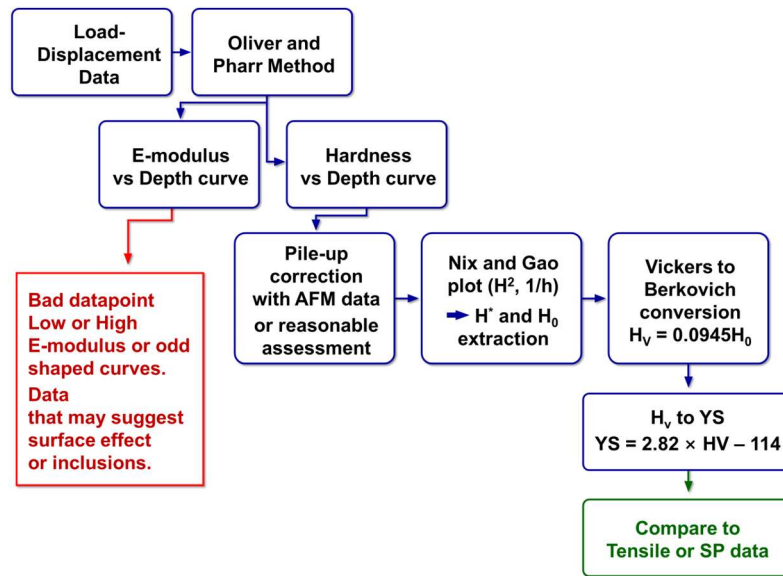 Load-
Displacement
Data
Oliver and
Pharr Method
E-modulus
vs Depth curve
Hardness
vs Depth curve
Bad datapoint
Low or High
E-modulus or odd
shaped curves.
Data
that may suggest
surface effect
or inclusions.
Pile-up
correction
with AFM data
or reasonable
assessment
Nix and Gao
plot (H², 1/h)
➡ H* and H₀
extraction
Vickers to
Berkovich
conversion
Hᵥ = 0.0945H₀
Hᵥ to YS
YS = 2.82 × HV – 114
Compare to
Tensile or SP data